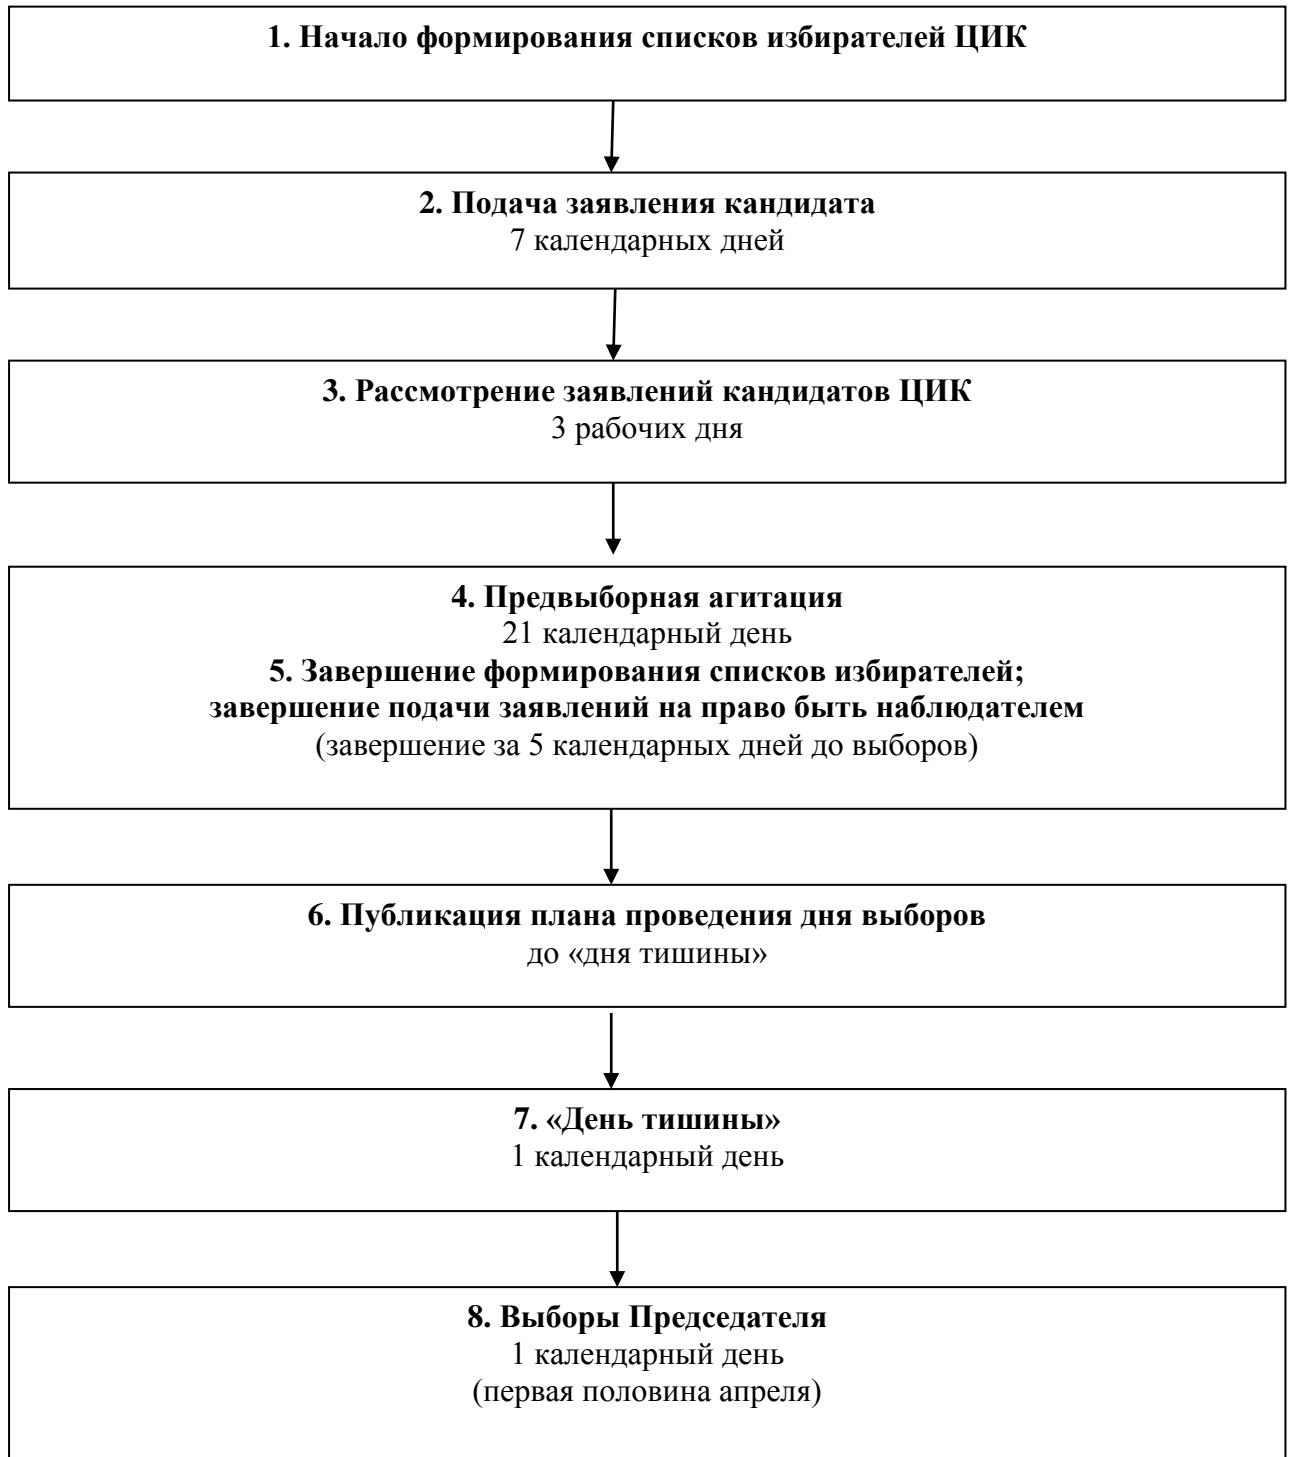 1. Начало формирования списков избирателей ЦИК
2. Подача заявления кандидата
7 календарных дней
3. Рассмотрение заявлений кандидатов ЦИК
3 рабочих дня
4. Предвыборная агитация
21 календарный день
5. Завершение формирования списков избирателей;
завершение подачи заявлений на право быть наблюдателем
(завершение за 5 календарных дней до выборов)
6. Публикация плана проведения дня выборов
до «дня тишины»
7. «День тишины»
1 календарный день
8. Выборы Председателя
1 календарный день
(первая половина апреля)